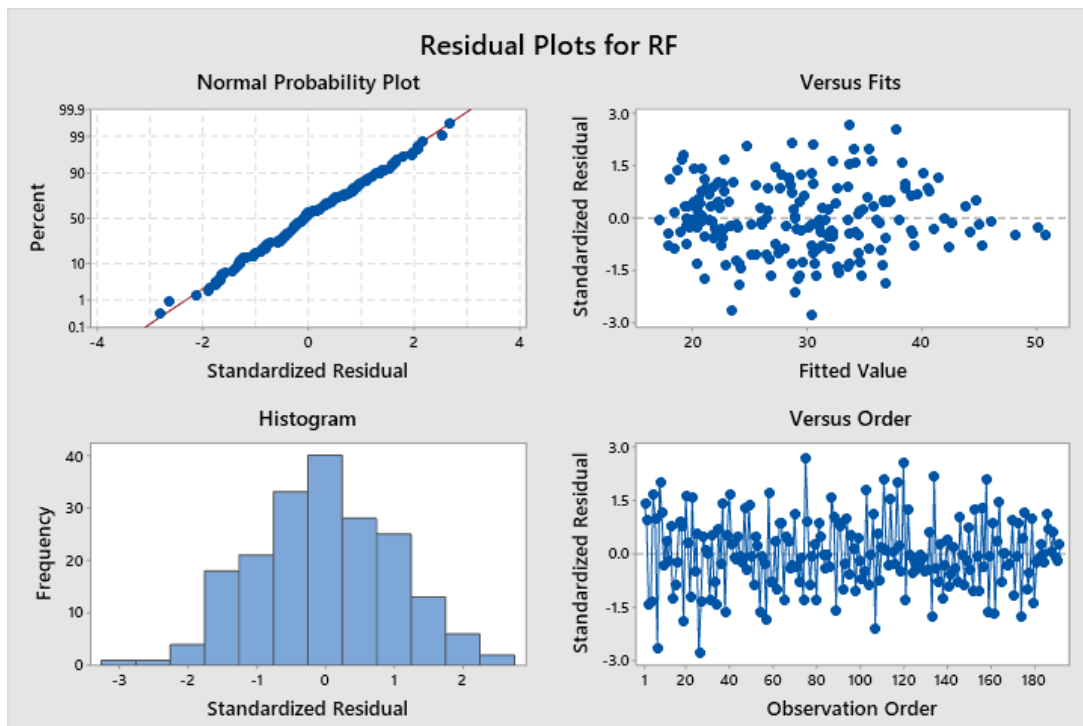 Residual Plots for RF
Normal Probability Plot
Percent
99.9
99
90
50
10
1
0.1
-4 -2 0 2 4
Standardized Residual
Versus Fits
Standardized Residual
3.0
1.5
0.0
-1.5
-3.0
20 30 40 50
Fitted Value
Histogram
Frequency
40
30
20
10
0
-3 -2 -1 0 1 2
Standardized Residual
Versus Order
Standardized Residual
3.0
1.5
0.0
-1.5
-3.0
1 20 40 60 80 100 120 140 160 180
Observation Order